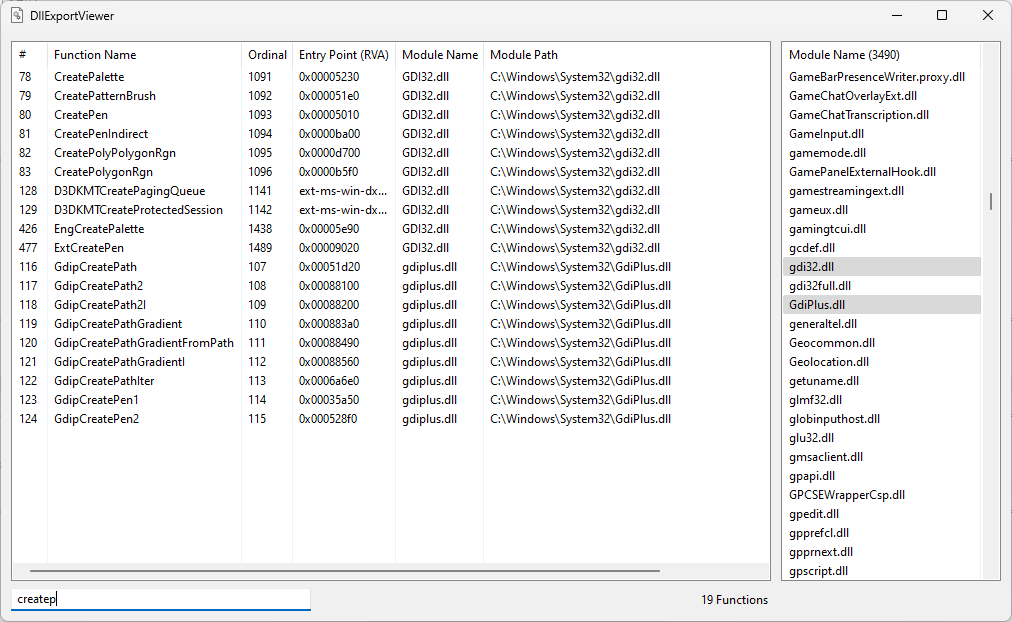 DllExportViewer
# Function Name Ordinal Entry Point (RVA) Module Name Module Path
78 CreatePalette 1091 0x00005230 GDI32.dll C:\Windows\System32\gdi32.dll
79 CreatePatternBrush 1092 0x000051e0 GDI32.dll C:\Windows\System32\gdi32.dll
80 CreatePen 1093 0x00005010 GDI32.dll C:\Windows\System32\gdi32.dll
81 CreatePenIndirect 1094 0x0000ba00 GDI32.dll C:\Windows\System32\gdi32.dll
82 CreatePolyPolygonRgn 1095 0x0000d700 GDI32.dll C:\Windows\System32\gdi32.dll
83 CreatePolygonRgn 1096 0x0000b5f0 GDI32.dll C:\Windows\System32\gdi32.dll
128 D3DKMTCreatePagingQueue 1141 ext-ms-win-dx... GDI32.dll C:\Windows\System32\gdi32.dll
129 D3DKMTCreateProtectedSession 1142 ext-ms-win-dx... GDI32.dll C:\Windows\System32\gdi32.dll
426 EngCreatePalette 1438 0x00005e90 GDI32.dll C:\Windows\System32\gdi32.dll
477 ExtCreatePen 1489 0x00009020 GDI32.dll C:\Windows\System32\gdi32.dll
116 GdipCreatePath 107 0x00051d20 gdiplus.dll C:\Windows\System32\GdiPlus.dll
117 GdipCreatePath2 108 0x00088100 gdiplus.dll C:\Windows\System32\GdiPlus.dll
118 GdipCreatePath2I 109 0x00088200 gdiplus.dll C:\Windows\System32\GdiPlus.dll
119 GdipCreatePathGradient 110 0x000883a0 gdiplus.dll C:\Windows\System32\GdiPlus.dll
120 GdipCreatePathGradientFromPath 111 0x00088490 gdiplus.dll C:\Windows\System32\GdiPlus.dll
121 GdipCreatePathGradientI 112 0x00088560 gdiplus.dll C:\Windows\System32\GdiPlus.dll
122 GdipCreatePathIter 113 0x0006a6e0 gdiplus.dll C:\Windows\System32\GdiPlus.dll
123 GdipCreatePen1 114 0x00035a50 gdiplus.dll C:\Windows\System32\GdiPlus.dll
124 GdipCreatePen2 115 0x000528f0 gdiplus.dll C:\Windows\System32\GdiPlus.dll
Module Name (3490)
GameBarPresenceWriter.proxy.dll
GameChatOverlayExt.dll
GameChatTranscription.dll
GameInput.dll
gamemode.dll
GamePanelExternalHook.dll
gamestreamingext.dll
gameux.dll
gamingtcui.dll
gcdef.dll
gdi32.dll
gdi32full.dll
GdiPlus.dll
generaltel.dll
Geocommon.dll
Geolocation.dll
getuname.dll
glmf32.dll
globinputhost.dll
glu32.dll
gmsaclient.dll
gpapi.dll
GPCSEWrapperCsp.dll
gpedit.dll
gpprefcl.dll
gpprnext.dll
gpscript.dll
createp
19 Functions